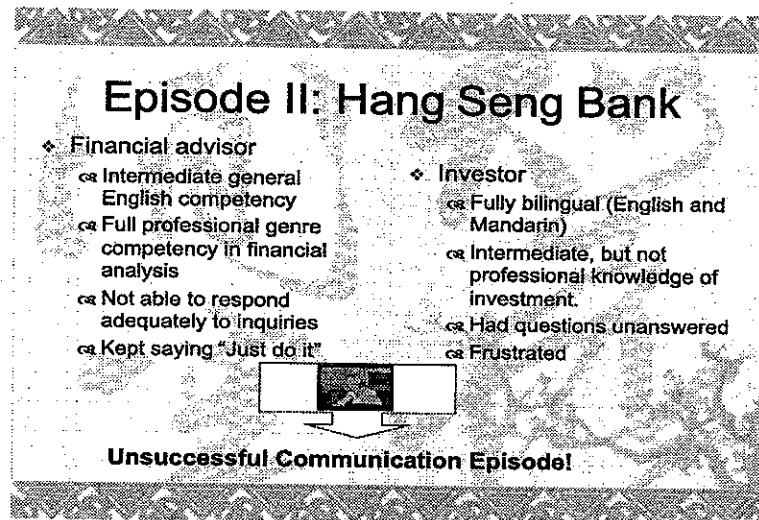 Episode II: Hang Seng Bank
Financial advisor
Intermediate general
English competency
Full professional genre
competency in financial
analysis
Not able to respond
adequately to inquiries
Kept saying "Just do it"
Investor
Fully bilingual (English and
Mandarin)
Intermediate, but not
professional knowledge of
investment.
Had questions unanswered
Frustrated
Unsuccessful Communication Episode!